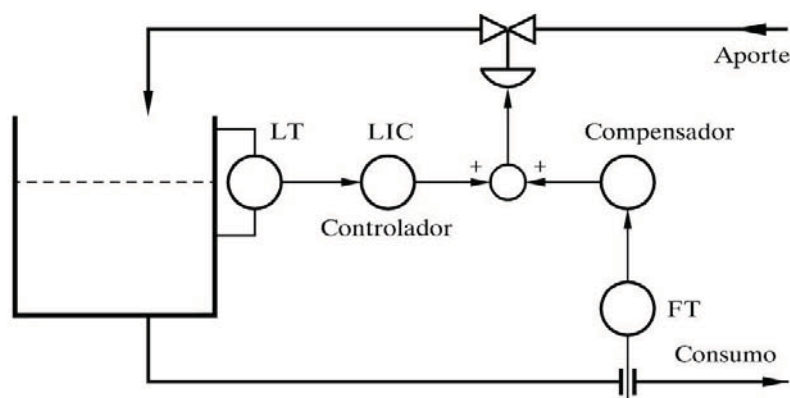 Aporte
LT
LIC
Compensador
+
+
Controlador
FT
Consumo